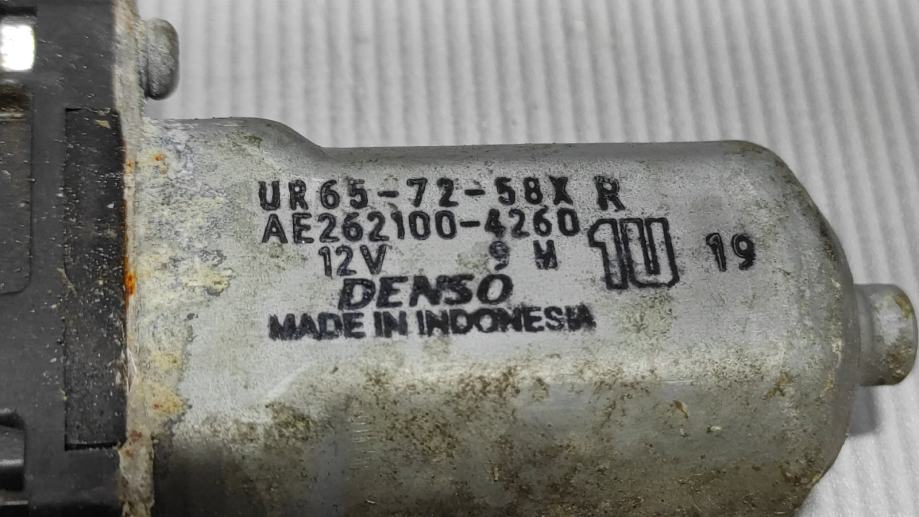 UR65-72-58X R
AE262100-4260
12V 9 M 1U 19
DENSO
MADE IN INDONESIA